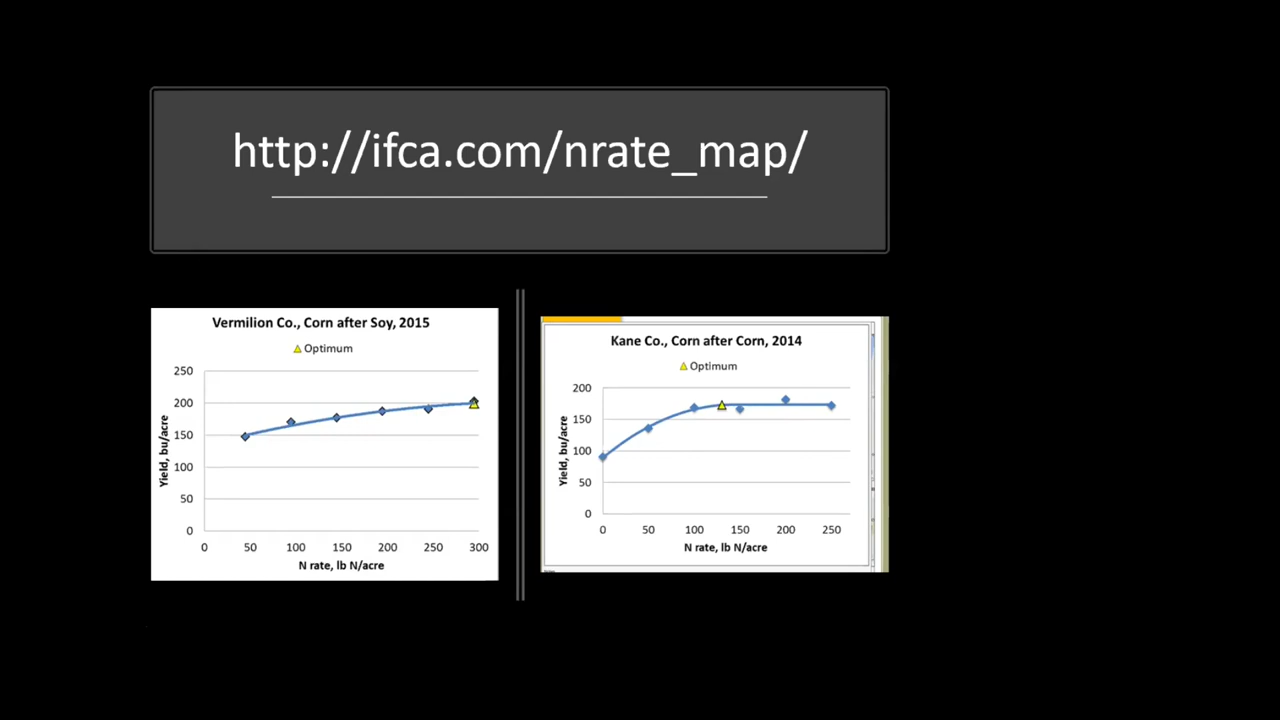 http://ifca.com/nrate_map/
Vermilion Co., Corn after Soy, 2015
Optimum
250
200
150
100
50
0
Yield, bu/acre
0 50 100 150 200 250 300
N rate, lb N/acre
Kane Co., Corn after Corn, 2014
Optimum
200
150
100
50
0
Yield, bu/acre
0 50 100 150 200 250
N rate, lb N/acre